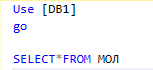 Use [DB1]
go
SELECT*FROM МОЛ